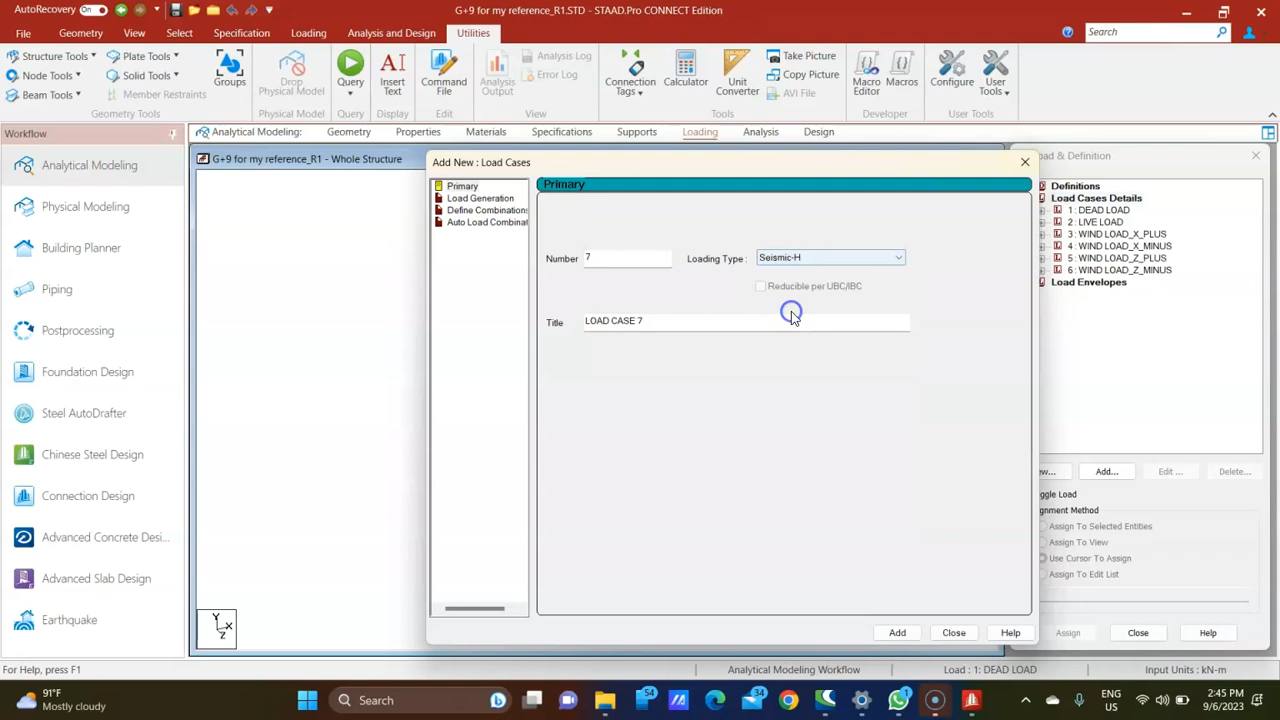 AutoRecovery
G+9 for my reference_R1.STD - STAAD.Pro CONNECT Edition
File
Geometry
View
Select
Specification
Loading
Analysis and Design
Utilities
Search
Structure Tools
Plate Tools
Node Tools
Solid Tools
Beam Tools
Member Restraints
Groups
Drop Physical Model
Query
Insert Text
Command File
Analysis Output
Analysis Log
Error Log
Connection Tags
Calculator
Unit Converter
Take Picture
Copy Picture
AVI File
Macro Editor
Macros
Configure
User Tools
Geometry Tools
Physical Model
Query
Display
Edit
View
Tools
Developer
User Tools
Workflow
Analytical Modeling:
Geometry
Properties
Materials
Specifications
Supports
Loading
Analysis
Design
Analytical Modeling
Physical Modeling
Building Planner
Piping
Postprocessing
Foundation Design
Steel AutoDrafter
Chinese Steel Design
Connection Design
Advanced Concrete Desi...
Advanced Slab Design
Earthquake
G+9 for my reference_R1 - Whole Structure
Y
X
Z
Add New : Load Cases
Primary
Load Generation
Define Combinations
Auto Load Combinat
Primary
Number
7
Loading Type :
Seismic-H
Reducible per UBC/IBC
Title
LOAD CASE 7
Add
Close
Help
oad & Definition
Definitions
Load Cases Details
1 : DEAD LOAD
2 : LIVE LOAD
3 : WIND LOAD_X_PLUS
4 : WIND LOAD_X_MINUS
5 : WIND LOAD_Z_PLUS
6 : WIND LOAD_Z_MINUS
Load Envelopes
ew...
Add...
Edit ...
Delete...
oggle Load
signment Method
Assign To Selected Entities
Assign To View
Use Cursor To Assign
Assign To Edit List
Assign
Close
Help
For Help, press F1
Analytical Modeling Workflow
Load : 1: DEAD LOAD
Input Units : kN-m
91°F
Mostly cloudy
Search
54
34
1
ENG
US
2:45 PM
9/6/2023